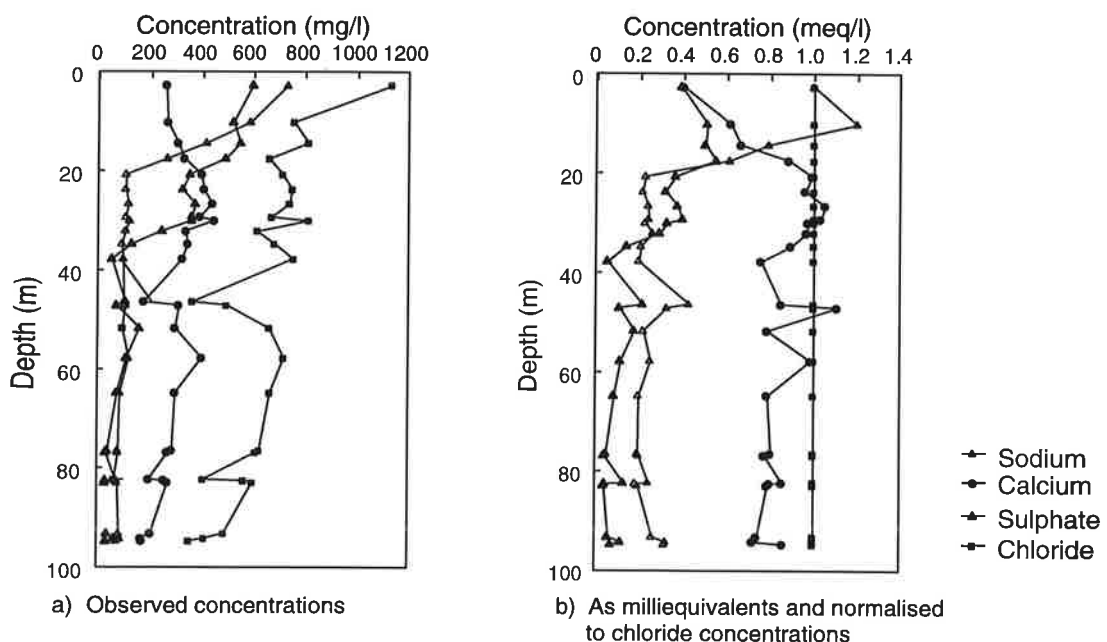 Concentration (mg/l)
0 200 400 600 800 1000 1200
0
20
40
60
80
100
Depth (m)
a) Observed concentrations
Concentration (meq/l)
0 0.2 0.4 0.6 0.8 1.0 1.2 1.4
0
20
40
60
80
100
Depth (m)
b) As milliequivalents and normalised
to chloride concentrations
Sodium
Calcium
Sulphate
Chloride